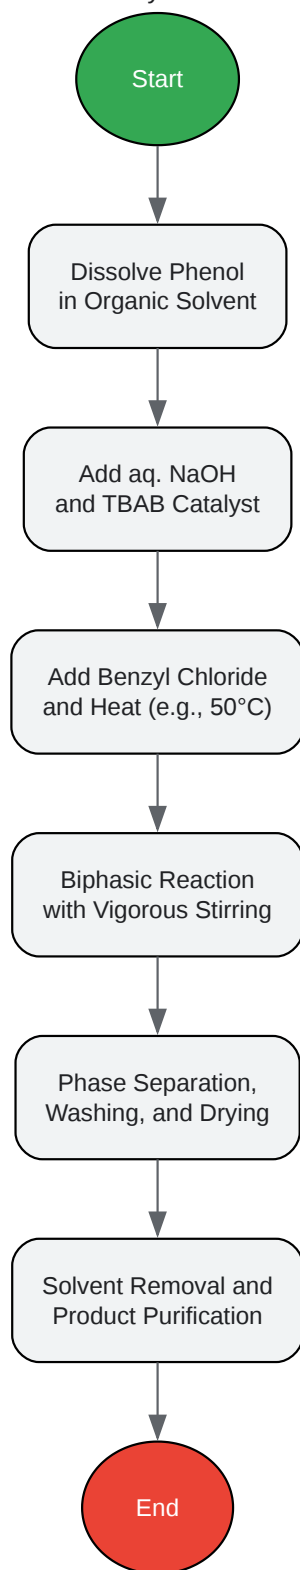 Start
Dissolve Phenol
in Organic Solvent
Add aq. NaOH
and TBAB Catalyst
Add Benzyl Chloride
and Heat (e.g., 50°C)
Biphasic Reaction
with Vigorous Stirring
Phase Separation,
Washing, and Drying
Solvent Removal and
Product Purification
End